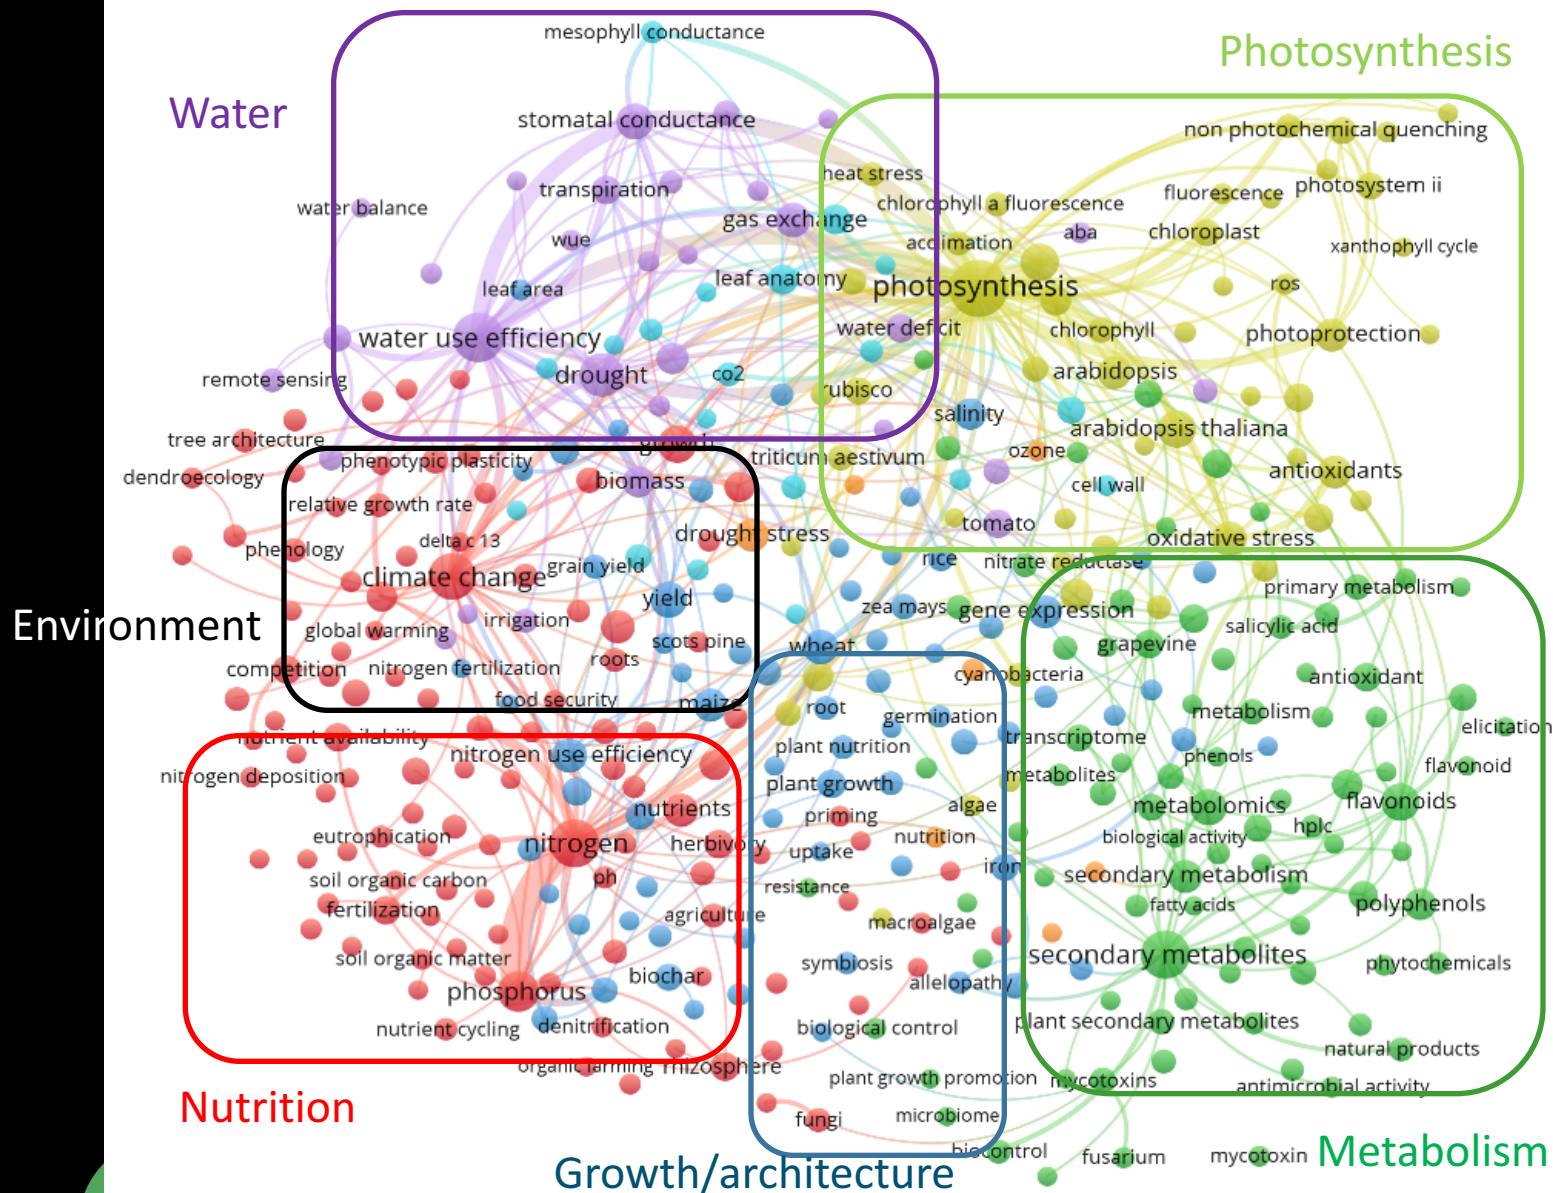 mesophyll conductance
Photosynthesis
Water
stomatal conductance
non photochemical quenching
heat stress
transpiration
fluorescence
photosystem ii
water balance
chlorophyll a fluorescence
gas exchange
wue
acclimation
aba
chloroplast
xanthophyll cycle
leaf area
leaf anatomy
photosynthesis
ros
water use efficiency
water deficit
chlorophyll
photoprotection
remote sensing
drought
co2
rubisco
arabidopsis
salinity
arabidopsis thaliana
tree architecture
growth
phenotypic plasticity
triticum aestivum
ozone
antioxidants
dendroecology
biomass
cell wall
relative growth rate
drought stress
tomato
oxidative stress
phenology
delta c 13
rice
nitrate reductase
climate change
grain yield
primary metabolism
yield
zea mays
gene expression
Environment
global warming
irrigation
salicylic acid
scots pine
wheat
grapevine
competition
nitrogen fertilization
roots
cyanobacteria
antioxidant
food security
maize
root
germination
metabolism
elicitation
nutrient availability
nitrogen use efficiency
plant nutrition
transcriptome
phenols
flavonoid
nitrogen deposition
plant growth
metabolites
nutrients
priming
algae
metabolomics
flavonoids
eutrophication
nitrogen
herbivory
uptake
nutrition
biological activity
hplc
soil organic carbon
ph
resistance
iron
secondary metabolism
fertilization
agriculture
macroalgae
fatty acids
polyphenols
soil organic matter
biochar
symbiosis
allelopathy
secondary metabolites
phytochemicals
phosphorus
nutrient cycling
denitrification
biological control
plant secondary metabolites
natural products
organic farming
rhizosphere
plant growth promotion
mycotoxins
antimicrobial activity
Nutrition
fungi
microbiome
biocontrol
fusarium
mycotoxin
Metabolism
Growth/architecture